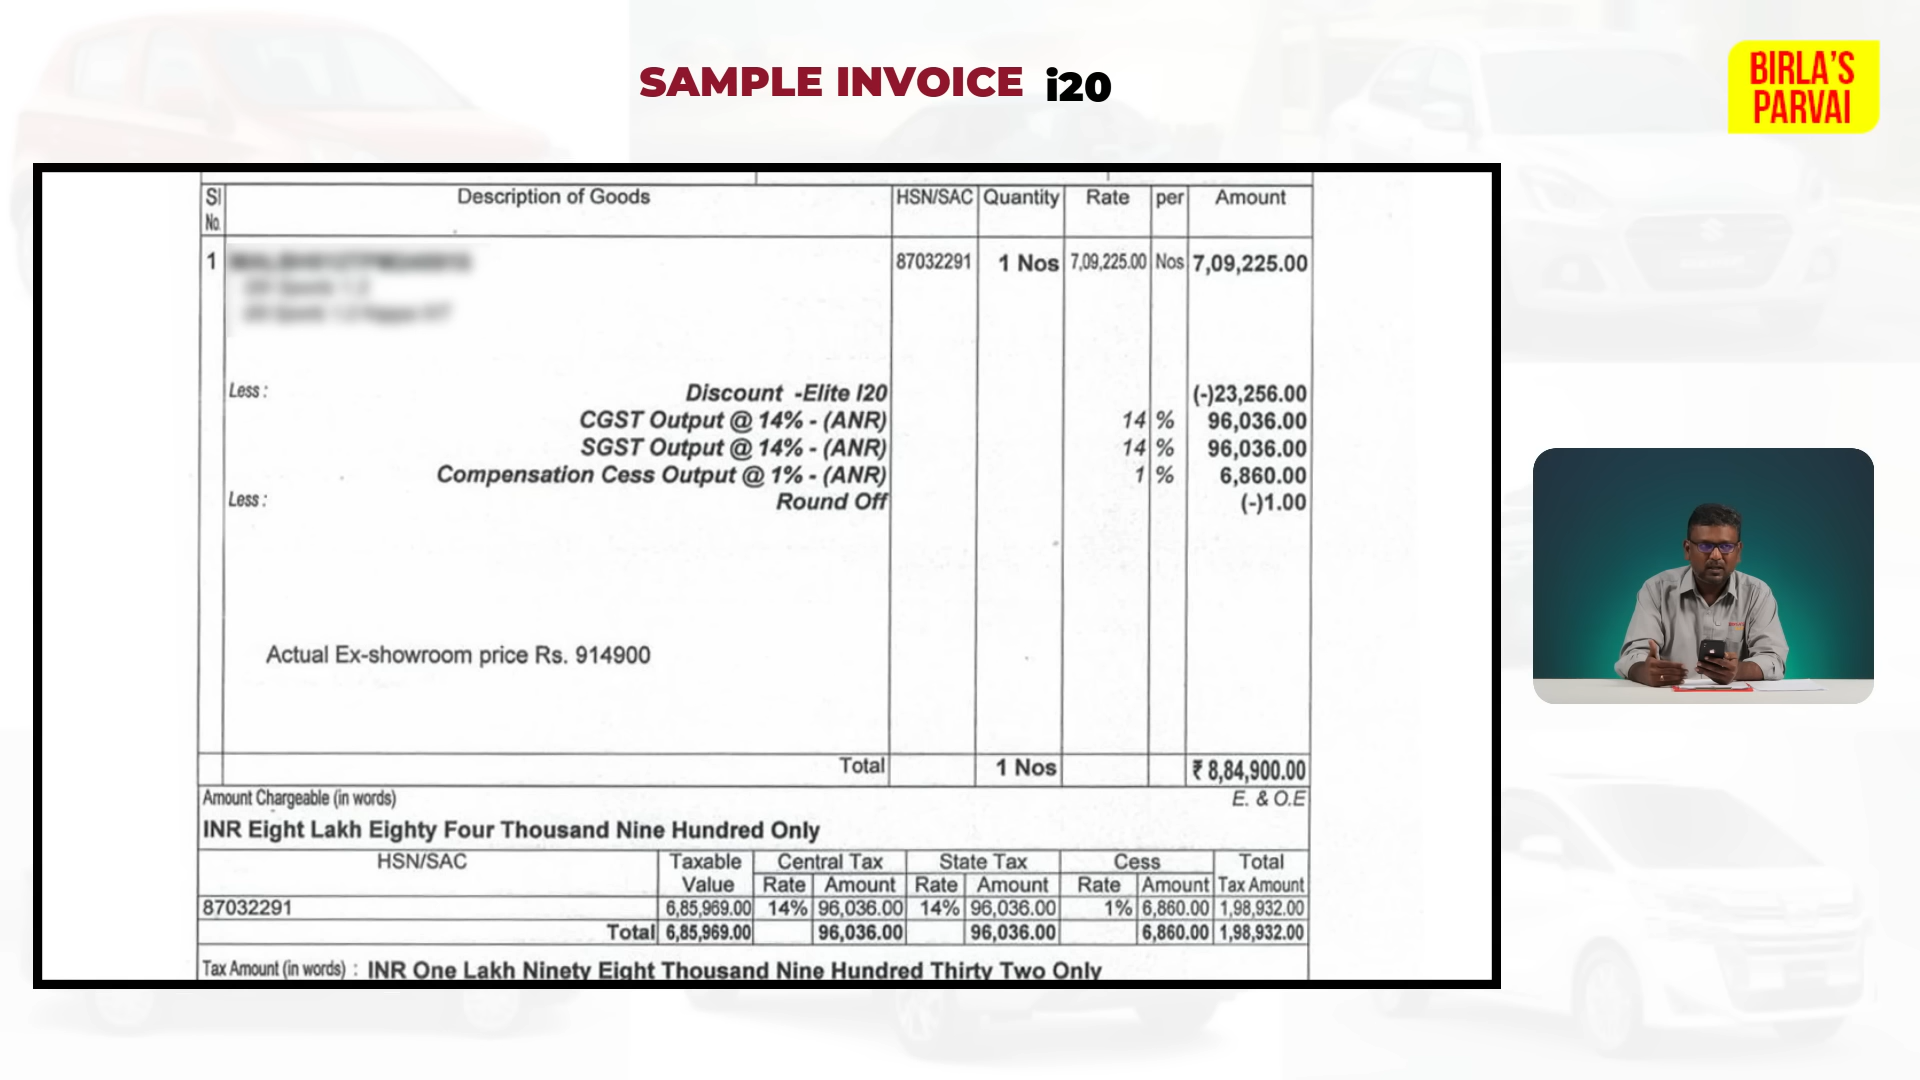 SAMPLE INVOICE i20
BIRLA'S
PARVAI
Sl No. Description of Goods HSN/SAC Quantity Rate per Amount
1 87032291 1 Nos 7,09,225.00 Nos 7,09,225.00
Less : Discount -Elite I20 (-)23,256.00
CGST Output @ 14% - (ANR) 14 % 96,036.00
SGST Output @ 14% - (ANR) 14 % 96,036.00
Compensation Cess Output @ 1% - (ANR) 1 % 6,860.00
Less : Round Off (-)1.00
Actual Ex-showroom price Rs. 914900
Total 1 Nos ₹ 8,84,900.00
Amount Chargeable (in words) E. & O.E
INR Eight Lakh Eighty Four Thousand Nine Hundred Only
HSN/SAC Taxable Value Central Tax State Tax Cess Total Tax Amount
Rate Amount Rate Amount Rate Amount
87032291 6,85,969.00 14% 96,036.00 14% 96,036.00 1% 6,860.00 1,98,932.00
Total 6,85,969.00 96,036.00 96,036.00 6,860.00 1,98,932.00
Tax Amount (in words) : INR One Lakh Ninety Eight Thousand Nine Hundred Thirty Two Only